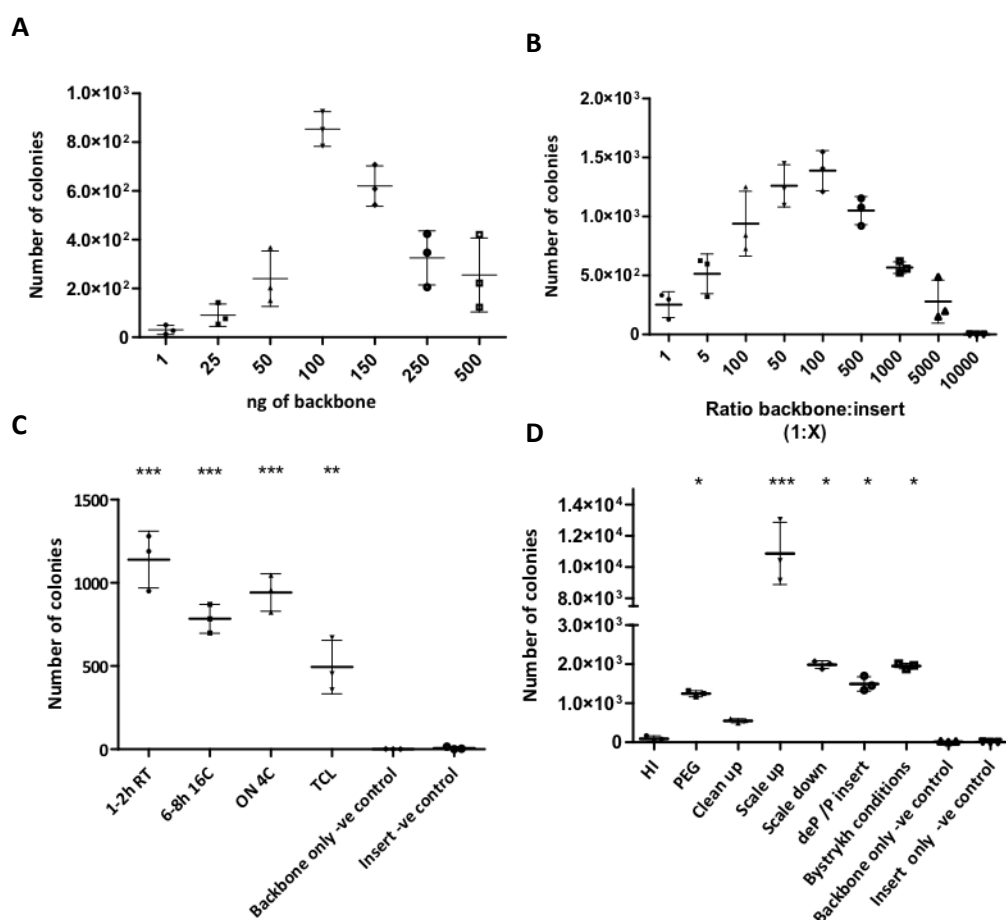 A
Number of colonies
1.0×10³
8.0×10²
6.0×10²
4.0×10²
2.0×10²
0
1 25 50 100 150 250 500
ng of backbone
B
Number of colonies
2.0×10³
1.5×10³
1.0×10³
5.0×10²
0
1 5 100 50 100 500 1000 5000 10000
Ratio backbone:insert
(1:X)
C
*** *** *** **
Number of colonies
1500
1000
500
0
1-2h RT
6-8h 16C
ON 4C
TCL
Backbone only -ve control
Insert -ve control
D
* *** * * *
Number of colonies
1.4×10⁴
1.2×10⁴
1.0×10⁴
8.0×10³
3.0×10³
2.0×10³
1.0×10³
0
HI
PEG
Clean up
Scale up
Scale down
deP /P insert
Bystrykh conditions
Backbone only -ve control
Insert only -ve control